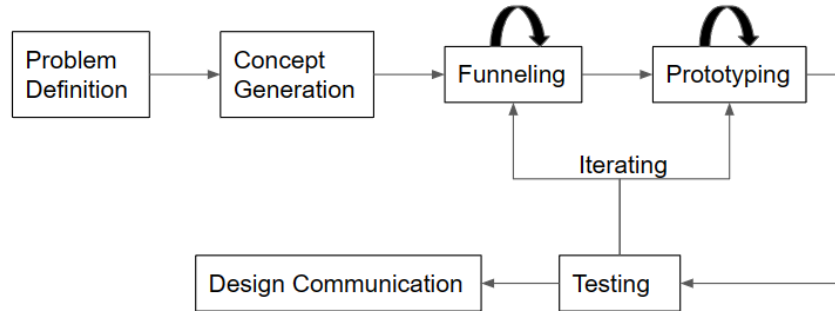 Problem
Definition
Concept
Generation
Funneling
Prototyping
Iterating
Design Communication
Testing